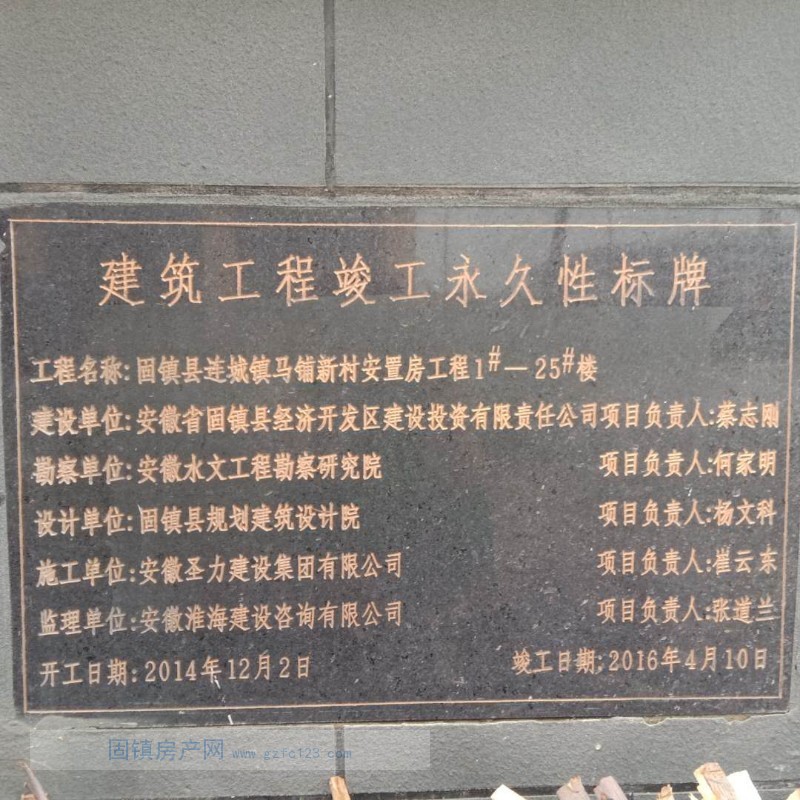 建筑工程竣工永久性标牌
工程名称:固镇县连城镇马铺新村安置房工程1#—25#楼
建设单位:安徽省固镇县经济开发区建设投资有限责任公司项目负责人:蔡志刚
勘察单位:安徽水文工程勘察研究院 项目负责人:何家明
设计单位:固镇县规划建筑设计院 项目负责人:杨文科
施工单位:安徽圣力建设集团有限公司 项目负责人:崔云东
监理单位:安徽淮海建设咨询有限公司 项目负责人:张道兰
开工日期:2014年12月2日 竣工日期:2016年4月10日
固镇房产网 www.gzfc123.com